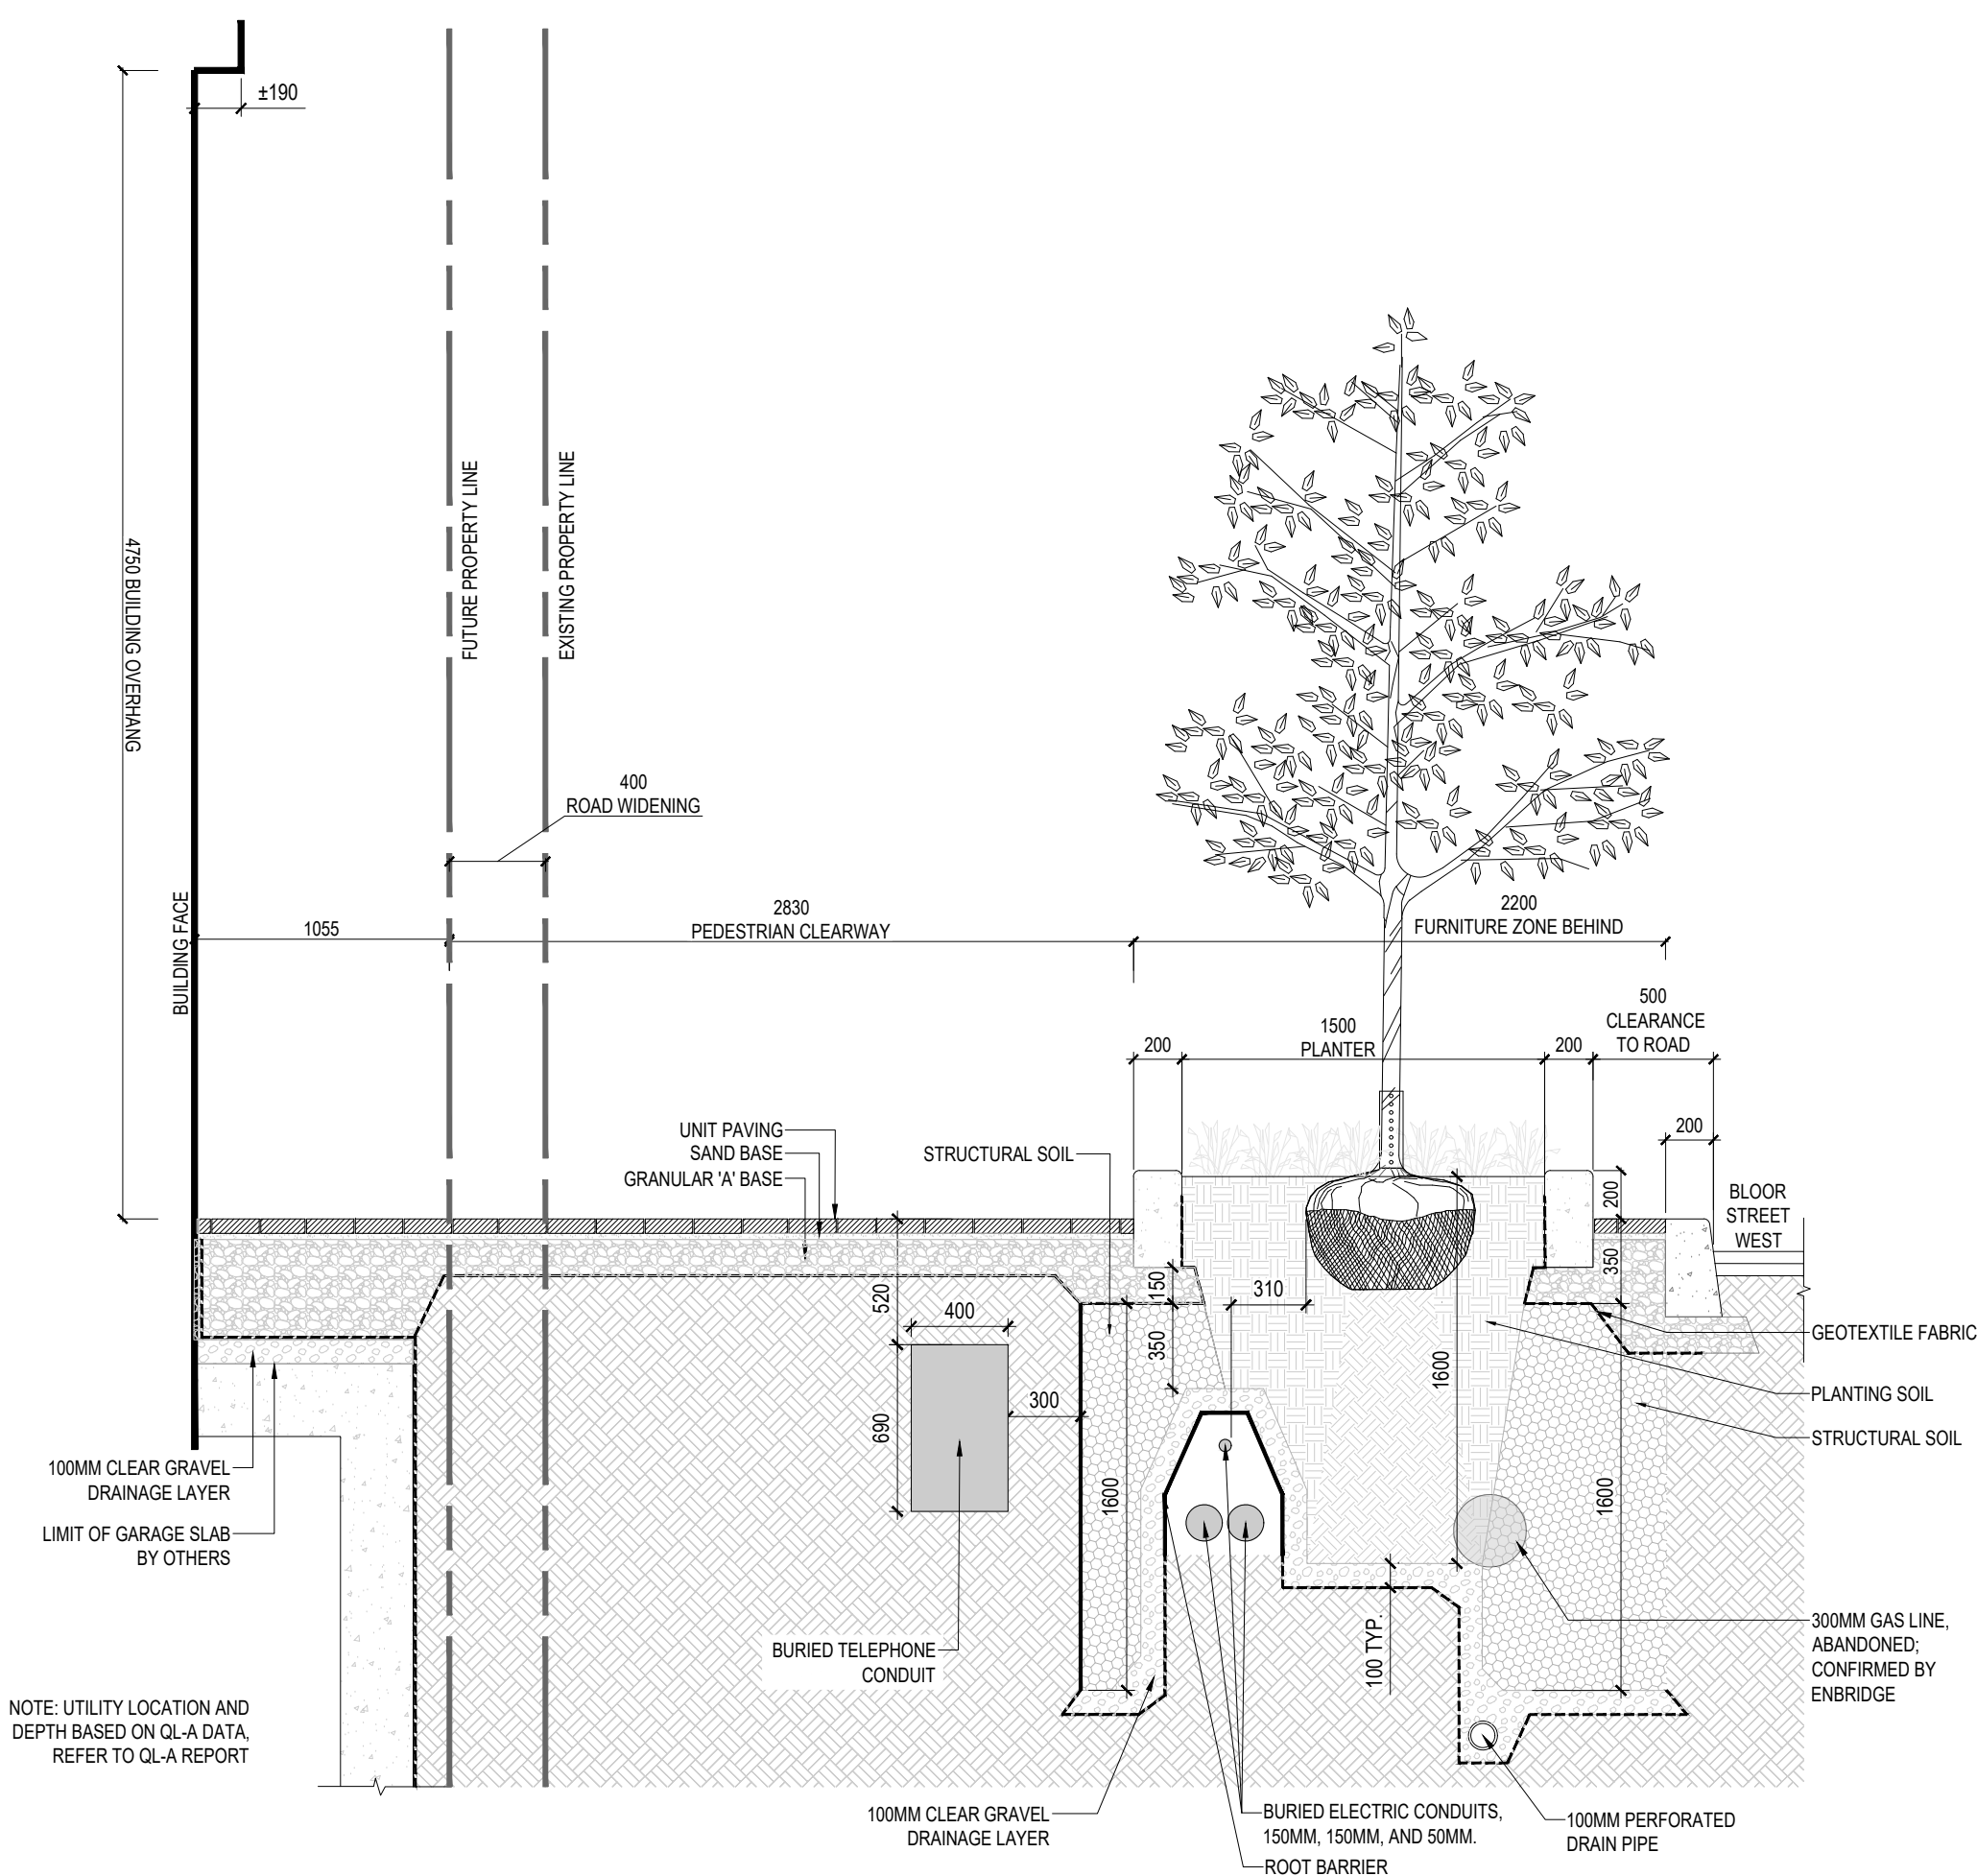 ±190
4750 BUILDING OVERHANG
FUTURE PROPERTY LINE
EXISTING PROPERTY LINE
400
ROAD WIDENING
BUILDING FACE
1055
2830
PEDESTRIAN CLEARWAY
2200
FURNITURE ZONE BEHIND
500
CLEARANCE
TO ROAD
200
1500
PLANTER
200
200
UNIT PAVING
SAND BASE
GRANULAR 'A' BASE
STRUCTURAL SOIL
200
350
BLOOR
STREET
WEST
520
400
690
300
150
350
310
1600
1600
1600
100 TYP.
GEOTEXTILE FABRIC
PLANTING SOIL
STRUCTURAL SOIL
100MM CLEAR GRAVEL
DRAINAGE LAYER
LIMIT OF GARAGE SLAB
BY OTHERS
BURIED TELEPHONE
CONDUIT
300MM GAS LINE,
ABANDONED;
CONFIRMED BY
ENBRIDGE
NOTE: UTILITY LOCATION AND
DEPTH BASED ON QL-A DATA,
REFER TO QL-A REPORT
100MM CLEAR GRAVEL
DRAINAGE LAYER
BURIED ELECTRIC CONDUITS,
150MM, 150MM, AND 50MM.
ROOT BARRIER
100MM PERFORATED
DRAIN PIPE